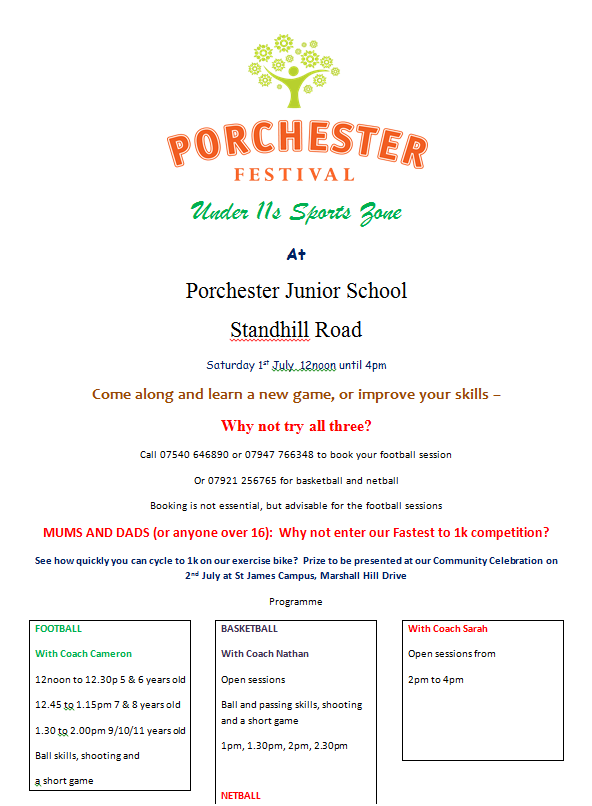 PORCHESTER
FESTIVAL
Under 11s Sports Zone
At
Porchester Junior School
Standhill Road
Saturday 1st July 12noon until 4pm
Come along and learn a new game, or improve your skills –
Why not try all three?
Call 07540 646890 or 07947 766348 to book your football session
Or 07921 256765 for basketball and netball
Booking is not essential, but advisable for the football sessions
MUMS AND DADS (or anyone over 16): Why not enter our Fastest to 1k competition?
See how quickly you can cycle to 1k on our exercise bike? Prize to be presented at our Community Celebration on
2nd July at St James Campus, Marshall Hill Drive
Programme
FOOTBALL
With Coach Cameron
12noon to 12.30p 5 & 6 years old
12.45 to 1.15pm 7 & 8 years old
1.30 to 2.00pm 9/10/11 years old
Ball skills, shooting and
a short game
BASKETBALL
With Coach Nathan
Open sessions
Ball and passing skills, shooting
and a short game
1pm, 1.30pm, 2pm, 2.30pm
NETBALL
With Coach Sarah
Open sessions from
2pm to 4pm